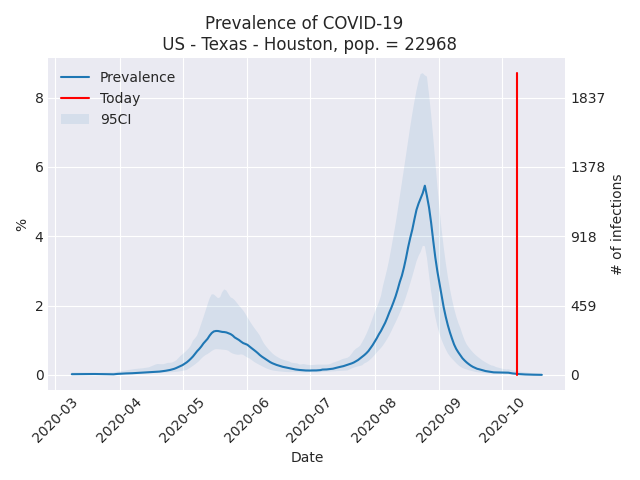 Prevalence of COVID-19
US - Texas - Houston, pop. = 22968
Prevalence
Today
95CI
8
6
4
2
0
%
1837
1378
918
459
0
# of infections
2020-03
2020-04
2020-05
2020-06
2020-07
2020-08
2020-09
2020-10
Date